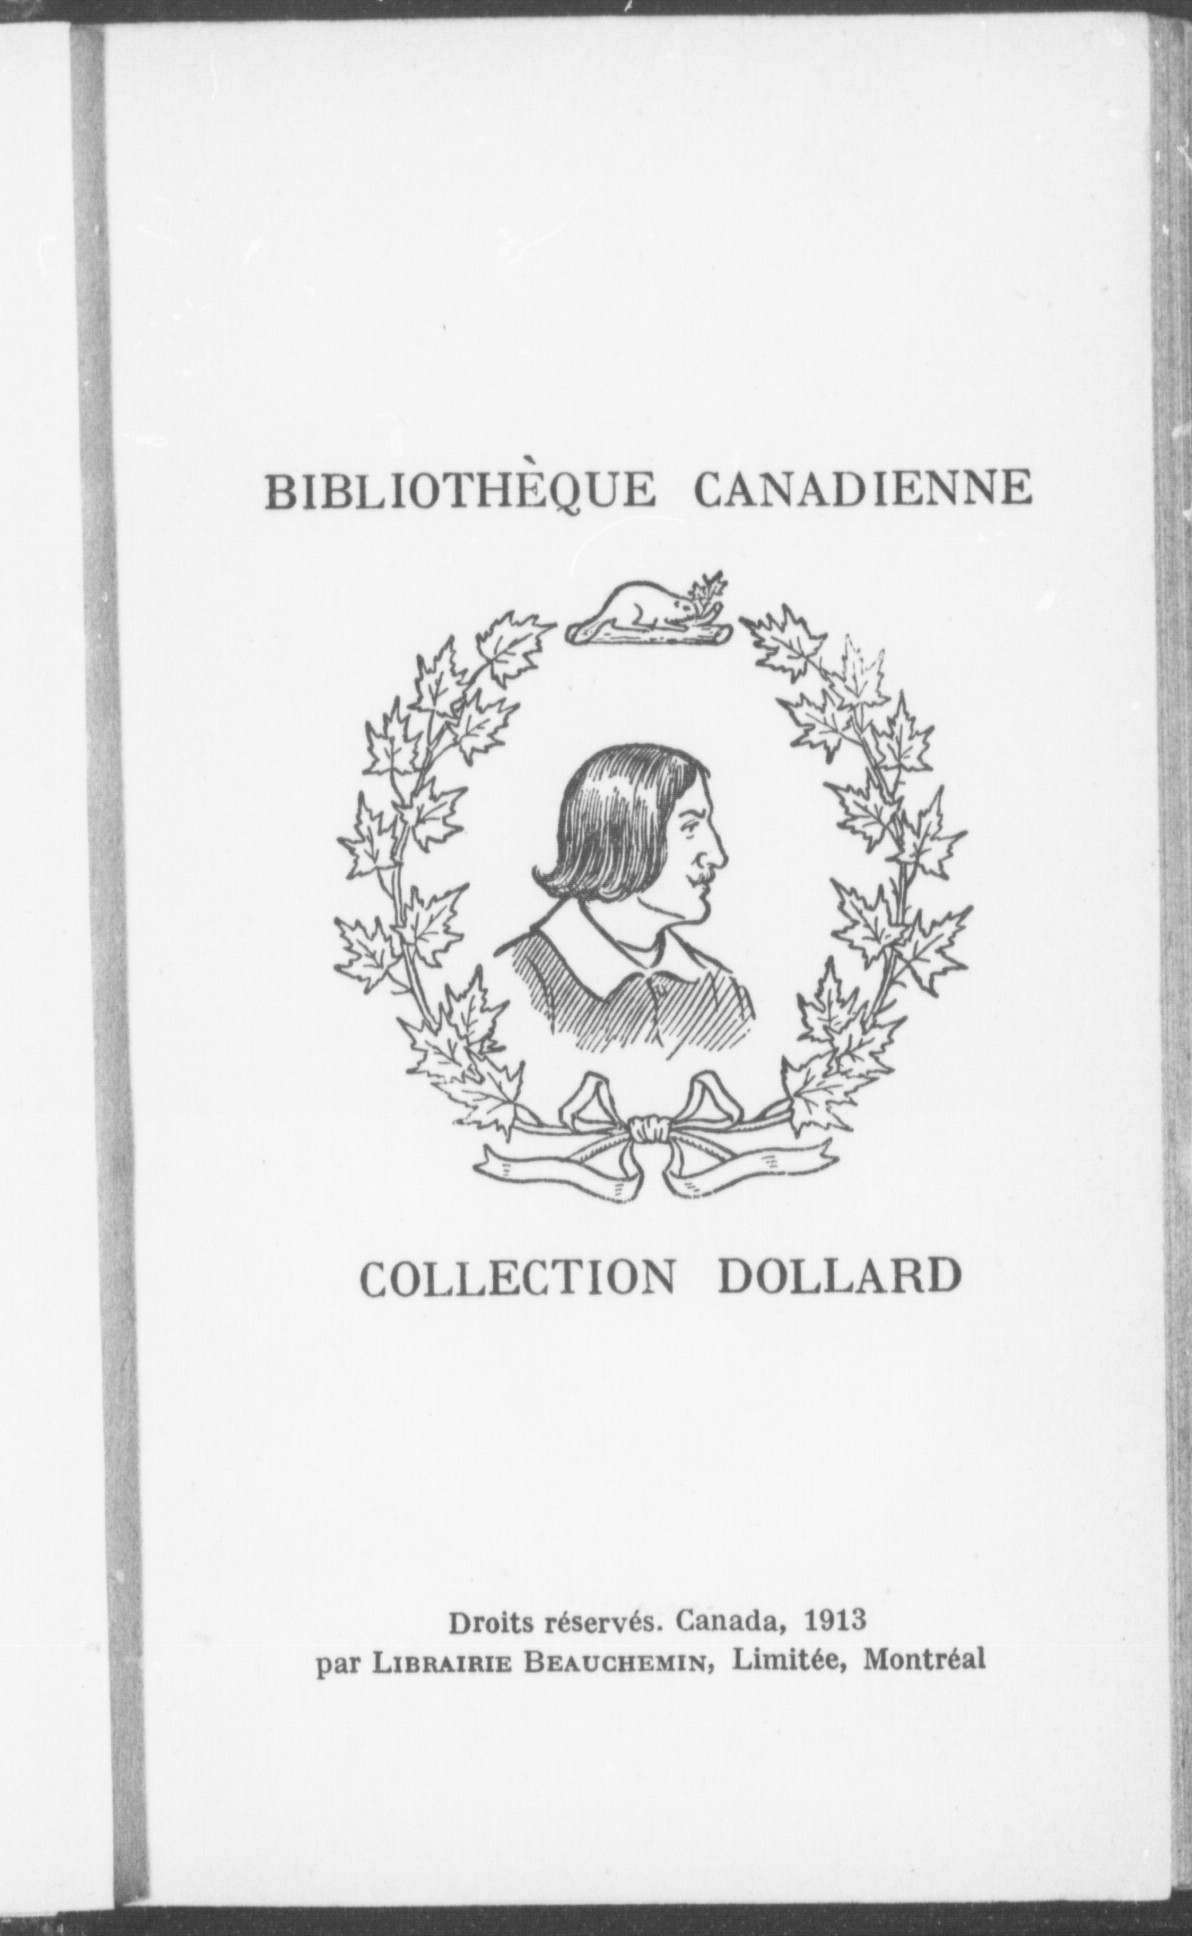 BIBLIOTHÈQUE CANADIENNE
COLLECTION DOLLARD
Droits réservés. Canada, 1913
par LIBRAIRIE BEAUCHEMIN, Limitée, Montréal